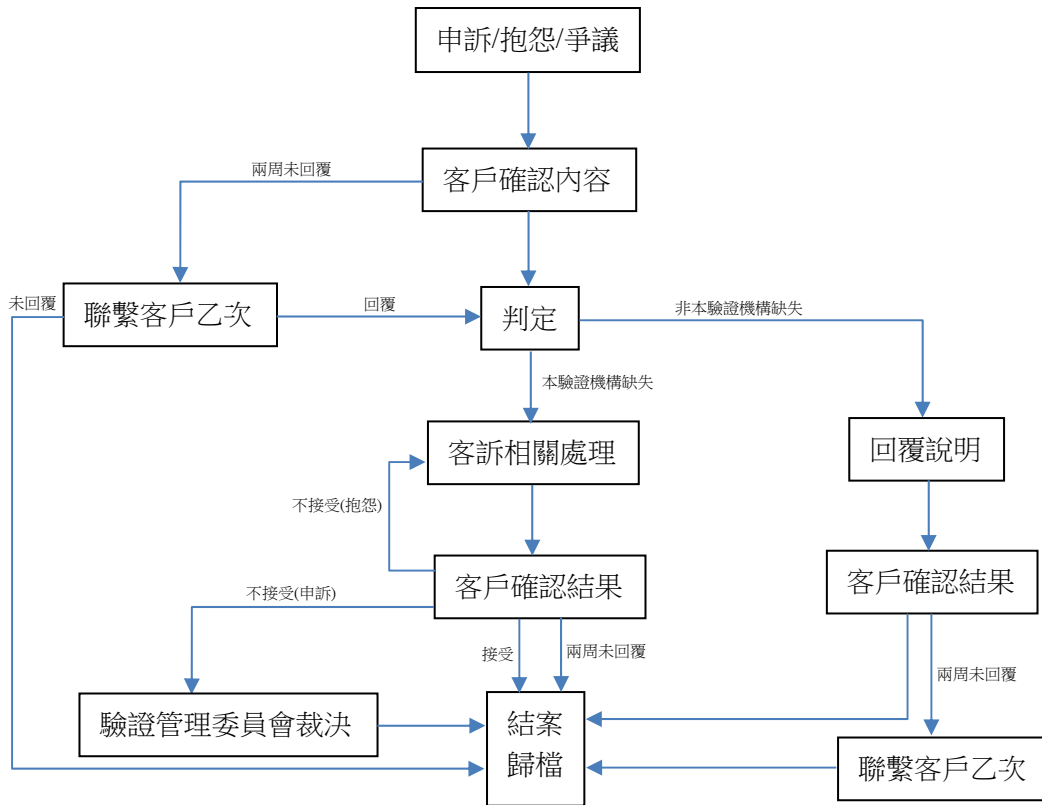 申訴/抱怨/爭議
兩周未回覆
客戶確認內容
未回覆
聯繫客戶乙次
回覆
判定
非本驗證機構缺失
本驗證機構缺失
客訴相關處理
回覆說明
不接受(抱怨)
客戶確認結果
客戶確認結果
不接受(申訴)
接受
兩周未回覆
兩周未回覆
驗證管理委員會裁決
結案
歸檔
聯繫客戶乙次